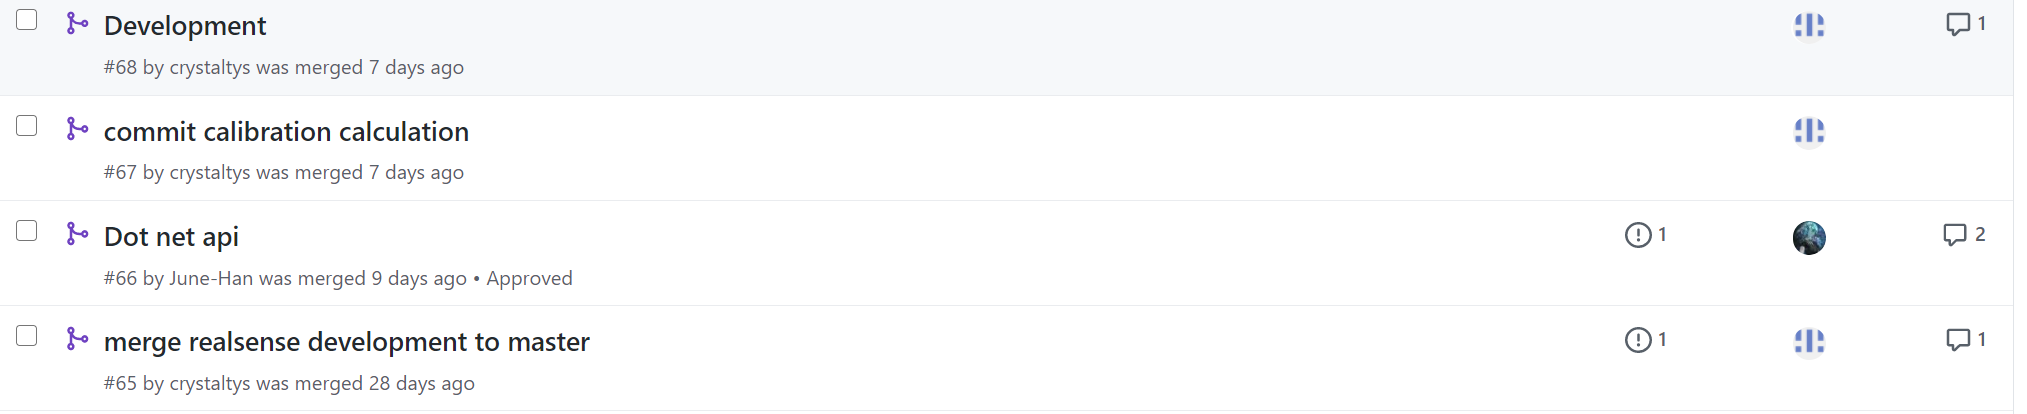 Development
1
#68 by crystaltys was merged 7 days ago
commit calibration calculation
#67 by crystaltys was merged 7 days ago
Dot net api
1
2
#66 by June-Han was merged 9 days ago • Approved
merge realsense development to master
1
1
#65 by crystaltys was merged 28 days ago